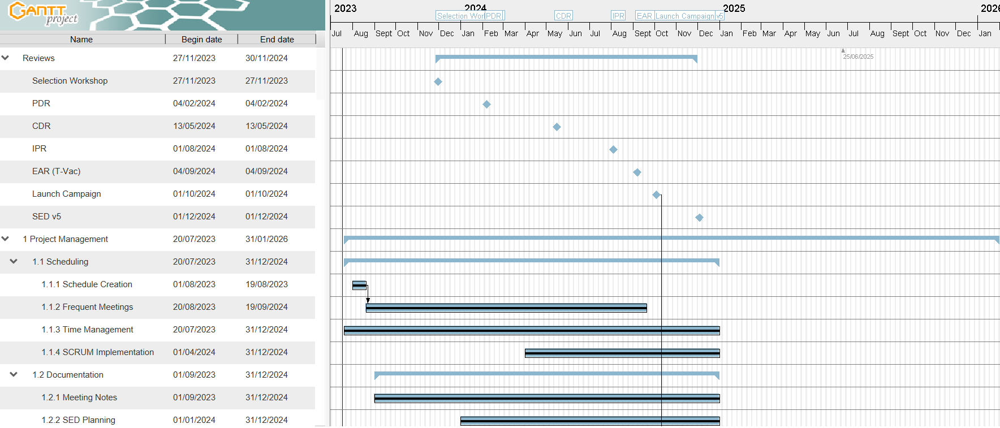 GANTT
project
2023 2024 2025 2026
Selection Wor PDR CDR IPR EAR Launch Campaign v5
Name Begin date End date
Jul Aug Sept Oct Nov Dec Jan Feb Mar Apr May Jun Jul Aug Sept Oct Nov Dec Jan Feb Mar Apr May Jun Jul Aug Sept Oct Nov Dec Jan
25/06/2025
Reviews 27/11/2023 30/11/2024
Selection Workshop 27/11/2023 27/11/2023
PDR 04/02/2024 04/02/2024
CDR 13/05/2024 13/05/2024
IPR 01/08/2024 01/08/2024
EAR (T-Vac) 04/09/2024 04/09/2024
Launch Campaign 01/10/2024 01/10/2024
SED v5 01/12/2024 01/12/2024
1 Project Management 20/07/2023 31/01/2026
1.1 Scheduling 20/07/2023 31/12/2024
1.1.1 Schedule Creation 01/08/2023 19/08/2023
1.1.2 Frequent Meetings 20/08/2023 19/09/2024
1.1.3 Time Management 20/07/2023 31/12/2024
1.1.4 SCRUM Implementation 01/04/2024 31/12/2024
1.2 Documentation 01/09/2023 31/12/2024
1.2.1 Meeting Notes 01/09/2023 31/12/2024
1.2.2 SED Planning 01/01/2024 31/12/2024